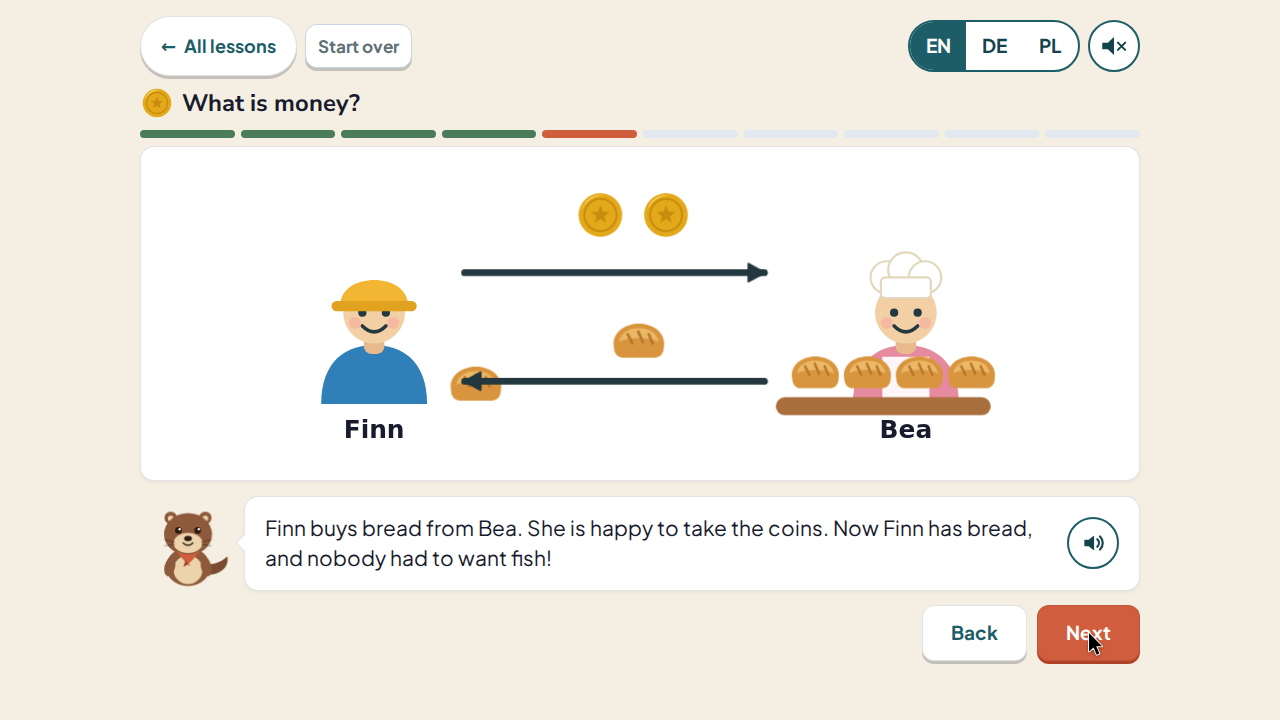 ← All lessons
Start over
EN
DE
PL
What is money?
Finn
Bea
Finn buys bread from Bea. She is happy to take the coins. Now Finn has bread,
and nobody had to want fish!
Back
Next